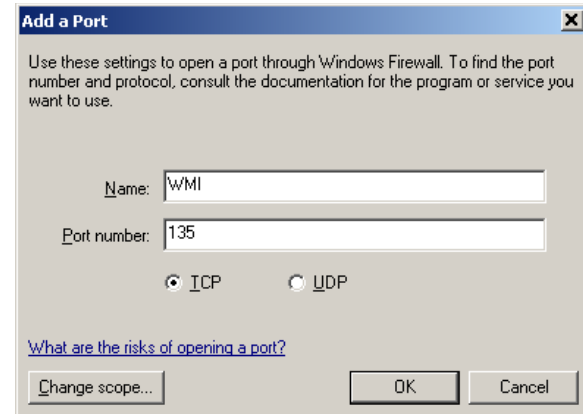 Add a Port
Use these settings to open a port through Windows Firewall. To find the port
number and protocol, consult the documentation for the program or service you
want to use.
Name: WMI
Port number: 135
TCP UDP
What are the risks of opening a port?
Change scope... OK Cancel